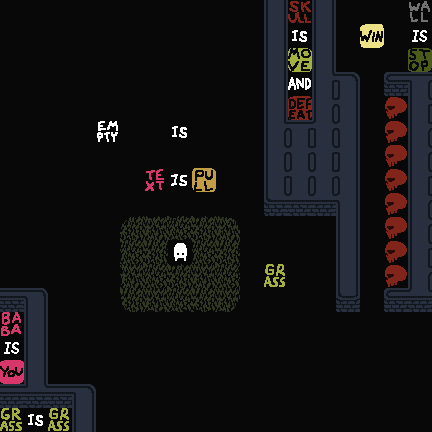 SKULL IS MOVE AND DEFEAT
WIN
WALL IS STOP
EMPTY IS
TEXT IS PULL
GRASS
BABA IS YOU
GRASS IS GRASS